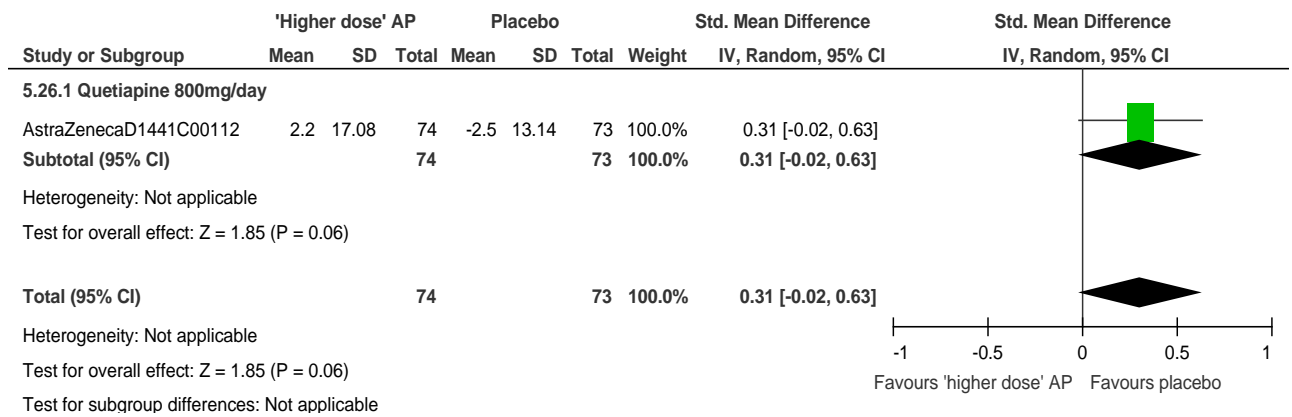 'Higher dose' AP Placebo Std. Mean Difference Std. Mean Difference
Study or Subgroup Mean SD Total Mean SD Total Weight IV, Random, 95% CI IV, Random, 95% CI
5.26.1 Quetiapine 800mg/day
AstraZenecaD1441C00112 2.2 17.08 74 -2.5 13.14 73 100.0% 0.31 [-0.02, 0.63]
Subtotal (95% CI) 74 73 100.0% 0.31 [-0.02, 0.63]
Heterogeneity: Not applicable
Test for overall effect: Z = 1.85 (P = 0.06)
Total (95% CI) 74 73 100.0% 0.31 [-0.02, 0.63]
Heterogeneity: Not applicable
Test for overall effect: Z = 1.85 (P = 0.06)
Test for subgroup differences: Not applicable
-1 -0.5 0 0.5 1
Favours 'higher dose' AP Favours placebo